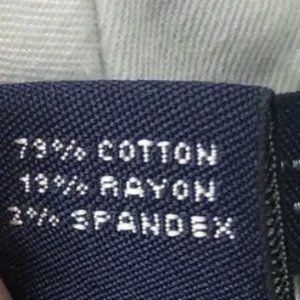 79% COTTON
19% RAYON
2% SPANDEX